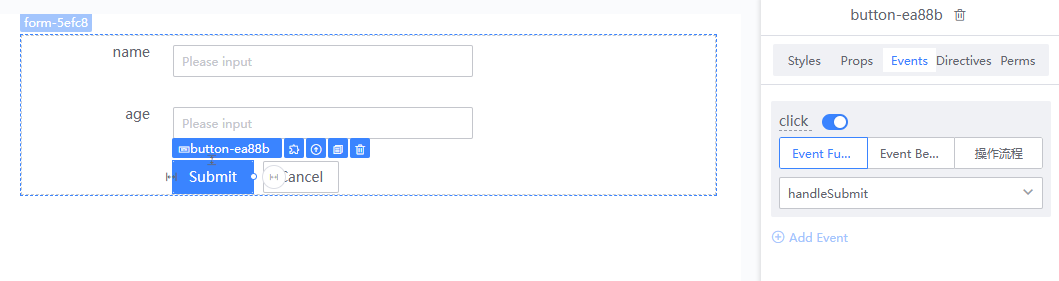 form-5efc8
name
Please input
age
Please input
button-ea88b
Submit
Cancel
button-ea88b
Styles Props Events Directives Perms
click
Event Fu... Event Be... 操作流程
handleSubmit
Add Event